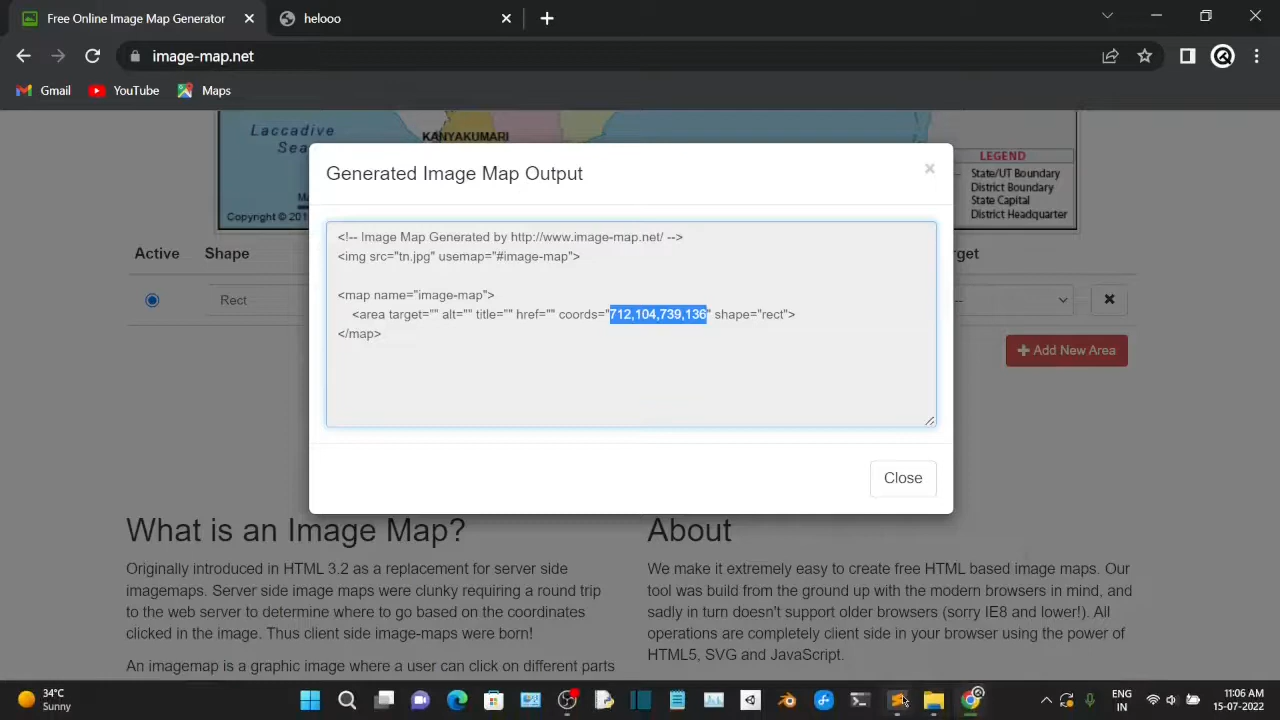 Free Online Image Map Generator
helooo
image-map.net
Gmail
YouTube
Maps
Laccadive
Sea
KANYAKUMARI
LEGEND
State/UT Boundary
District Boundary
State Capital
District Headquarter
Copyright © 201
Generated Image Map Output
×
<!-- Image Map Generated by http://www.image-map.net/ -->
<img src="tn.jpg" usemap="#image-map">
<map name="image-map">
<area target="" alt="" title="" href="" coords="712,104,739,136" shape="rect">
</map>
Active
Shape
rget
Rect
Add New Area
Close
What is an Image Map?
Originally introduced in HTML 3.2 as a replacement for server side
imagemaps. Server side image maps were clunky requiring a round trip
to the web server to determine where to go based on the coordinates
clicked in the image. Thus client side image-maps were born!
An imagemap is a graphic image where a user can click on different parts
About
We make it extremely easy to create free HTML based image maps. Our
tool was build from the ground up with the modern browsers in mind, and
sadly in turn doesn't support older browsers (sorry IE8 and lower!). All
operations are completely client side in your browser using the power of
HTML5, SVG and JavaScript.
34°C
Sunny
ENG
IN
11:06 AM
15-07-2022